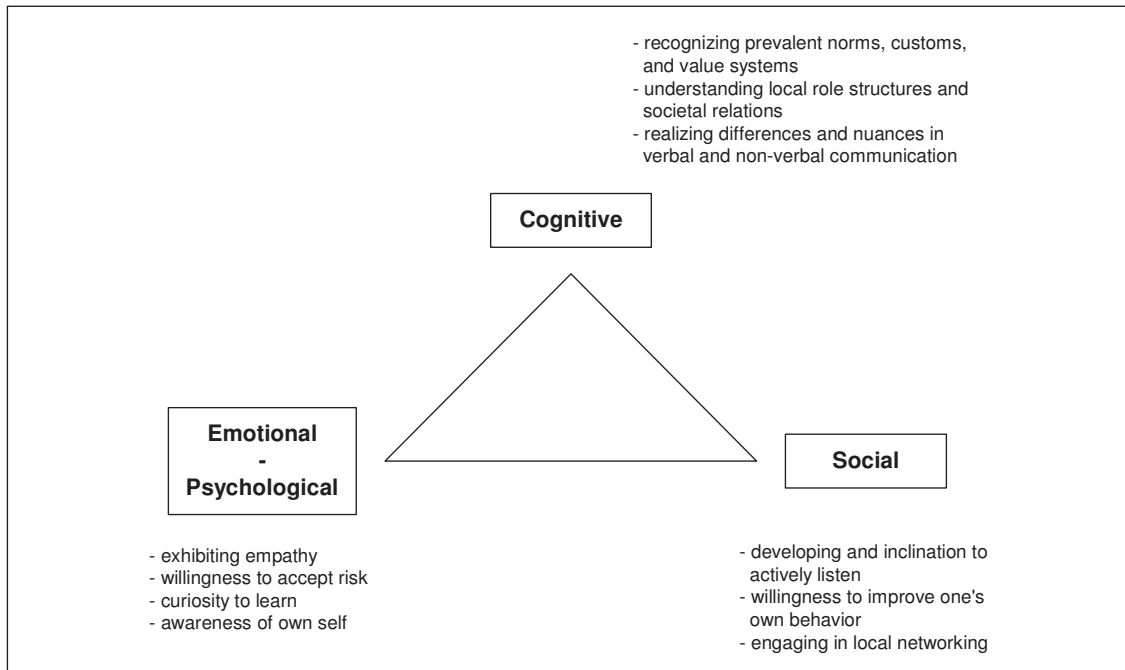 - recognizing prevalent norms, customs,
and value systems
- understanding local role structures and
societal relations
- realizing differences and nuances in
verbal and non-verbal communication
Cognitive
Emotional
-
Psychological
Social
- exhibiting empathy
- willingness to accept risk
- curiosity to learn
- awareness of own self
- developing and inclination to
actively listen
- willingness to improve one's
own behavior
- engaging in local networking